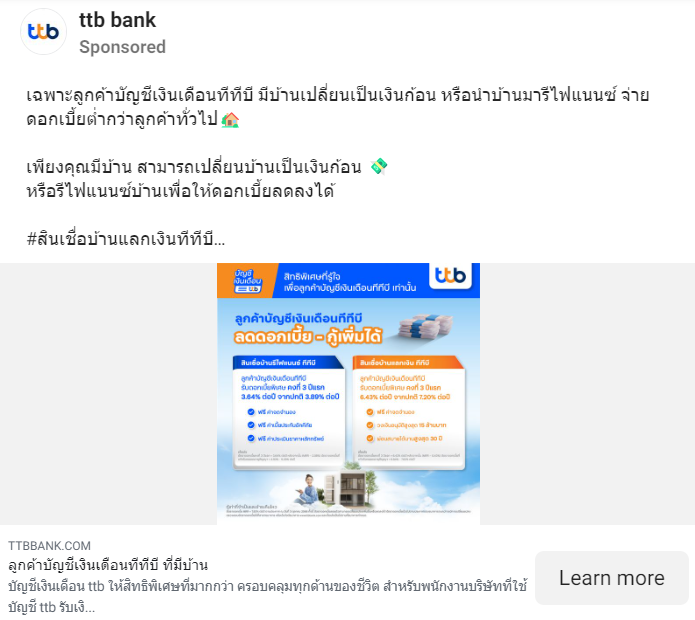 ttb
ttb bank
Sponsored
เฉพาะลูกค้าบัญชีเงินเดือนทีทีบี มีบ้านเปลี่ยนเป็นเงินก้อน หรือนำบ้านมารีไฟแนนซ์ จ่าย
ดอกเบี้ยต่ำกว่าลูกค้าทั่วไป🏠
เพียงคุณมีบ้าน สามารถเปลี่ยนบ้านเป็นเงินก้อน 💸
หรือรีไฟแนนซ์บ้านเพื่อให้ดอกเบี้ยลดลงได้
#สินเชื่อบ้านแลกเงินทีทีบี...
บัญชี
เงินเดือน
ttb
สิทธิพิเศษที่รู้ใจ
เพื่อลูกค้าบัญชีเงินเดือนทีทีบี เท่านั้น
ttb
ลูกค้าบัญชีเงินเดือนทีทีบี
ลดดอกเบี้ย - กู้เพิ่มได้
สินเชื่อบ้านรีไฟแนนซ์ ทีทีบี
ลูกค้าบัญชีเงินเดือนทีทีบี
รับดอกเบี้ยพิเศษ คงที่ 3 ปีแรก
3.64% ต่อปี จากปกติ 3.89% ต่อปี
ฟรี ค่าจดจำนอง
ฟรี ค่าเบี้ยประกันอัคคีภัย
ฟรี ค่าประเมินราคาหลักทรัพย์
สินเชื่อบ้านแลกเงิน ทีทีบี
ลูกค้าบัญชีเงินเดือนทีทีบี
รับดอกเบี้ยพิเศษ คงที่ 3 ปีแรก
6.43% ต่อปี จากปกติ 7.20% ต่อปี
ฟรี ค่าจดจำนอง
วงเงินอนุมัติสูงสุด 15 ล้านบาท
ผ่อนสบายได้นานสูงสุด 35 ปี
TTBBANK.COM
ลูกค้าบัญชีเงินเดือนทีทีบี ที่มีบ้าน
บัญชีเงินเดือน ttb ให้สิทธิพิเศษที่มากกว่า ครอบคลุมทุกด้านของชีวิต สำหรับพนักงานบริษัทที่ใช้
บัญชี ttb รับเงิ...
Learn more